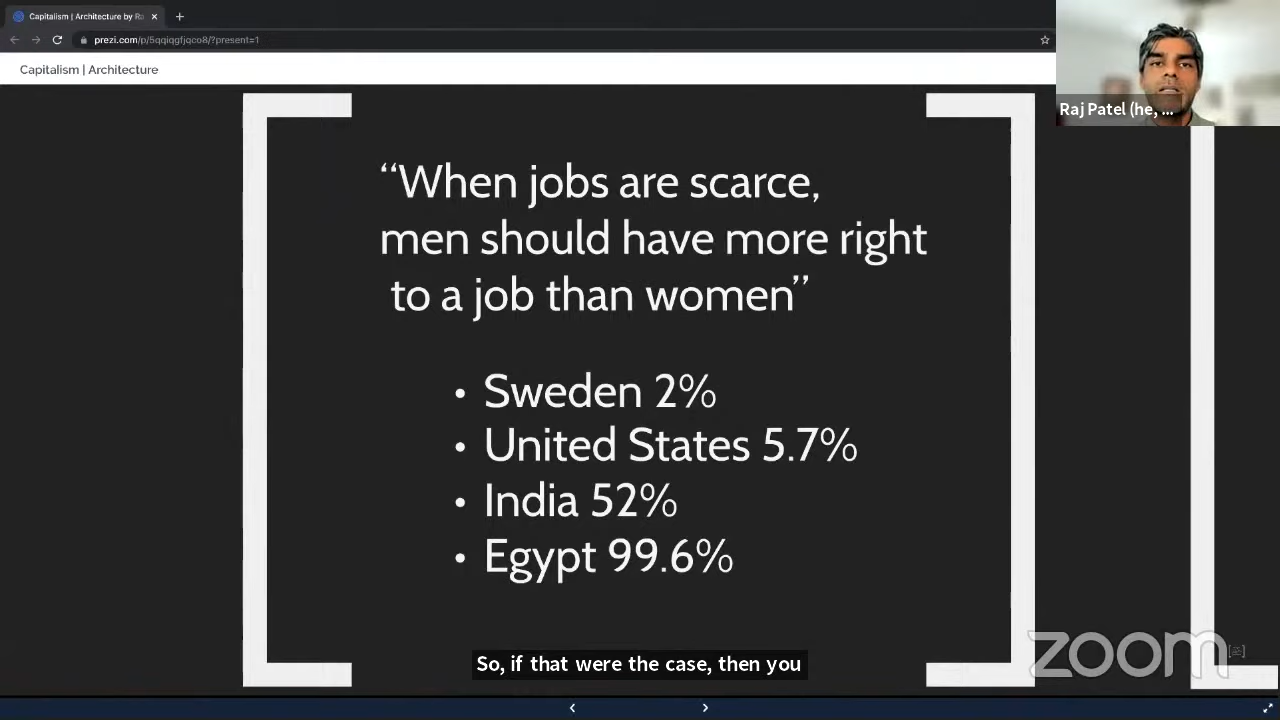 Capitalism | Architecture by Ra
prezi.com/p/5qqiqgfjqco8/?present=1
Capitalism | Architecture
Raj Patel (he, ...
“When jobs are scarce,
men should have more right
to a job than women”
• Sweden 2%
• United States 5.7%
• India 52%
• Egypt 99.6%
So, if that were the case, then you
zoom